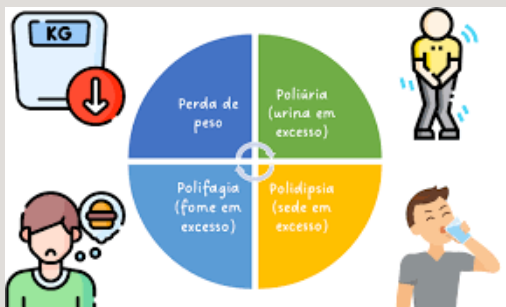 KG
Perda de
peso
Poliúria
(urina em
excesso)
Polifagia
(fome em
excesso)
Polidipsia
(sede em
excesso)